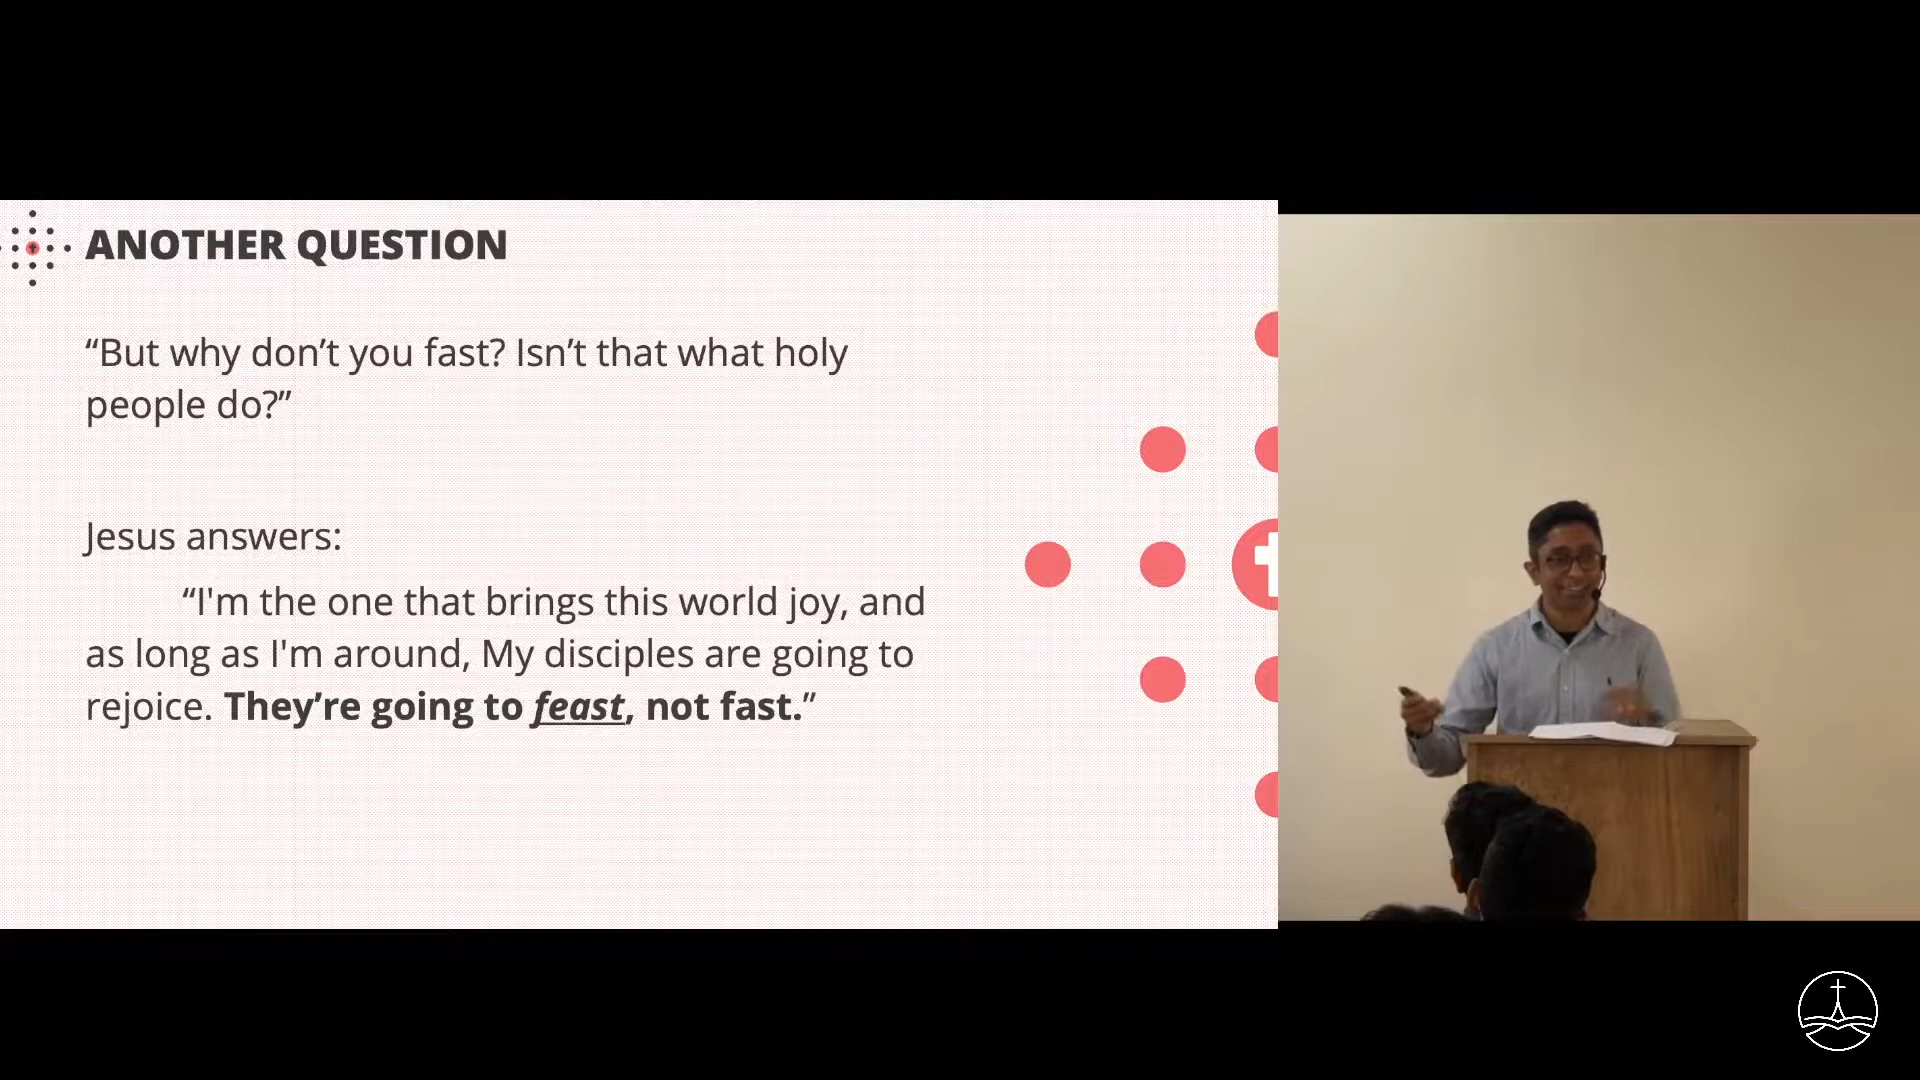 ANOTHER QUESTION
“But why don’t you fast? Isn’t that what holy
people do?”
Jesus answers:
“I'm the one that brings this world joy, and
as long as I'm around, My disciples are going to
rejoice. They’re going to feast, not fast.”